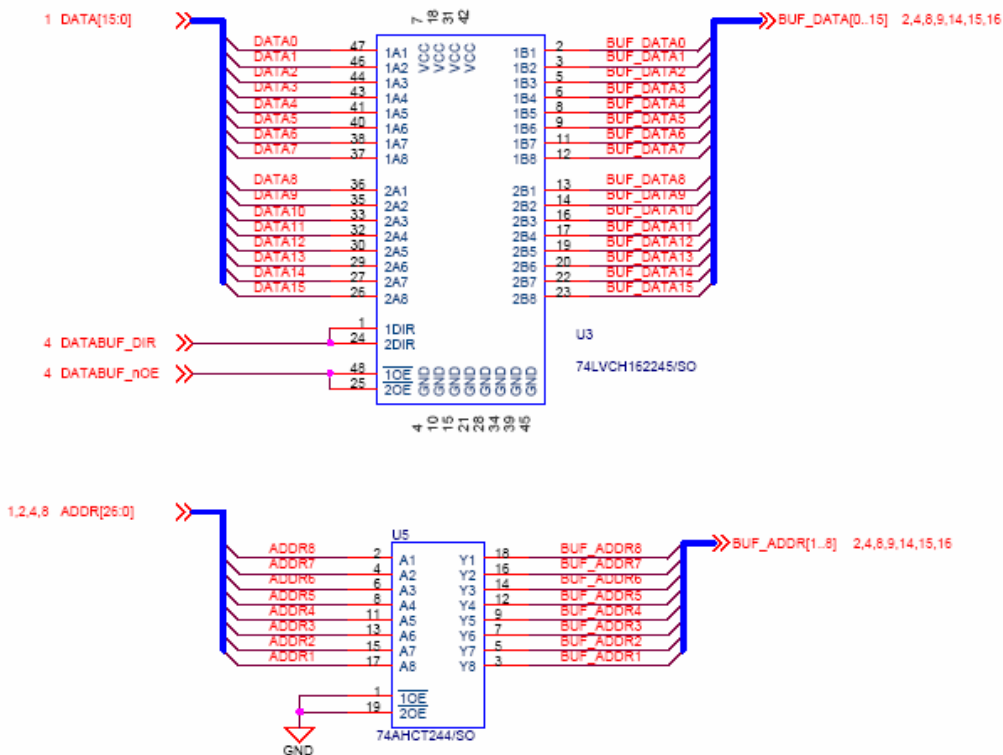 1 DATA[15:0]
7 18 31 42
BUF_DATA[0..15] 2,4,8,9,14,15,16
DATA0 47 1A1 VCC VCC VCC VCC 1B1 2 BUF_DATA0
DATA1 46 1A2 1B2 3 BUF_DATA1
DATA2 44 1A3 1B3 5 BUF_DATA2
DATA3 43 1A4 1B4 6 BUF_DATA3
DATA4 41 1A5 1B5 8 BUF_DATA4
DATA5 40 1A6 1B6 9 BUF_DATA5
DATA6 38 1A7 1B7 11 BUF_DATA6
DATA7 37 1A8 1B8 12 BUF_DATA7
DATA8 36 2A1 2B1 13 BUF_DATA8
DATA9 35 2A2 2B2 14 BUF_DATA9
DATA10 33 2A3 2B3 16 BUF_DATA10
DATA11 32 2A4 2B4 17 BUF_DATA11
DATA12 30 2A5 2B5 19 BUF_DATA12
DATA13 29 2A6 2B6 20 BUF_DATA13
DATA14 27 2A7 2B7 22 BUF_DATA14
DATA15 26 2A8 2B8 23 BUF_DATA15
1 1DIR
4 DATABUF_DIR 24 2DIR
U3
74LVCH162245/SO
4 DATABUF_nOE 48 1OE GND GND GND GND GND GND GND GND
25 2OE
4 10 15 21 28 34 39 45
1,2,4,8 ADDR[26:0]
U5
BUF_ADDR[1..8] 2,4,8,9,14,15,16
ADDR8 2 A1 Y1 18 BUF_ADDR8
ADDR7 4 A2 Y2 16 BUF_ADDR7
ADDR6 6 A3 Y3 14 BUF_ADDR6
ADDR5 8 A4 Y4 12 BUF_ADDR5
ADDR4 11 A5 Y5 9 BUF_ADDR4
ADDR3 13 A6 Y6 7 BUF_ADDR3
ADDR2 15 A7 Y7 5 BUF_ADDR2
ADDR1 17 A8 Y8 3 BUF_ADDR1
1 1OE
19 2OE
74AHCT244/SO
GND